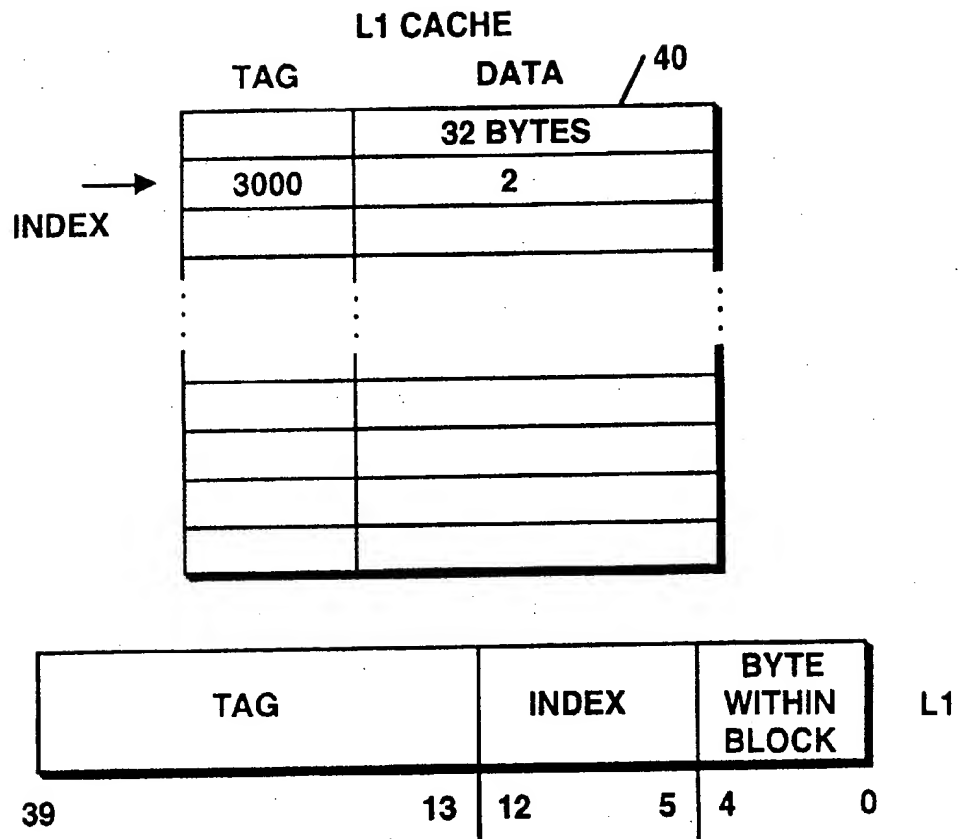 L1 CACHE
TAG DATA 40
32 BYTES
3000 2
INDEX
TAG INDEX BYTE WITHIN BLOCK L1
39 13 12 5 4 0